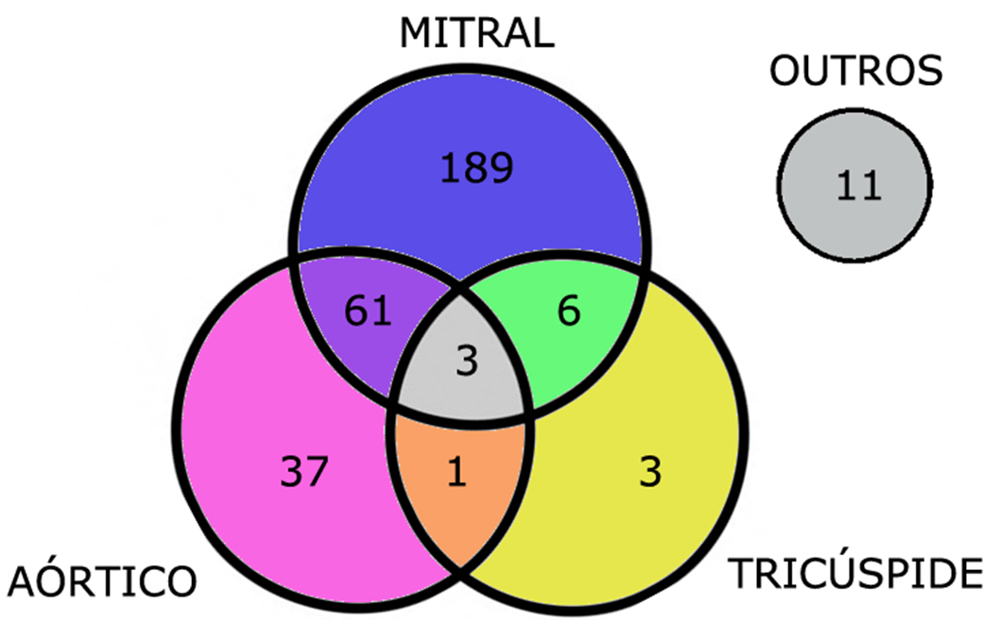 MITRAL
OUTROS
189
11
61
6
3
37
1
3
AÓRTICO
TRICÚSPIDE